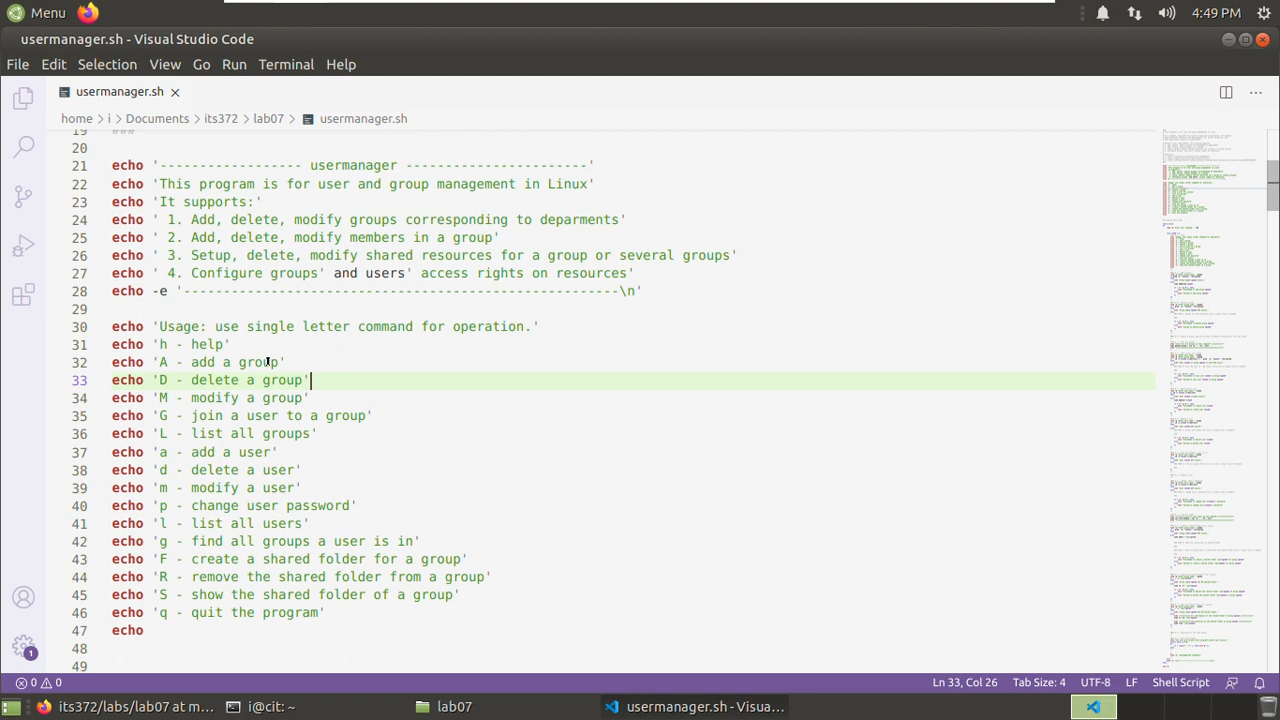 Menu
4:49 PM
usermanager.sh - Visual Studio Code
File Edit Selection View Go Run Terminal Help
usermanager.sh
home > i > Documents > its372 > lab07 > usermanager.sh
19 ###
20
21 echo '------------------ usermanager -----------------------'
22 echo 'This program is for user and group management in Linux'
23 echo 'It supports:'
24 echo ' 1. Add, delete, modify groups corresponding to deparments'
25 echo ' 2. Add, delete, modify members in a group'
26 echo ' 3. Setup, delete, modify shared resources for a group or several groups'
27 echo ' 4. Configure groups' and users' access rights on resources'
28 echo -e '-------------------------------------------------------\n'
29
30 echo 'Usage: use single letter command for operation.'
31 echo 'h - help'
32 echo 'A - add a group'
33 echo 'D - delete a group'
34 echo 'M - modify a group'
35 echo 'G - join a user to a group'
36 echo 'L - list all groups'
37 echo 'a - add a user'
38 echo 'd - delete a user'
39 echo 'm - modify a user'
40 echo 'p - change user password'
41 echo 'l - list all users'
42 echo 'g - find all groups a user is in'
43 echo 'F - create a shared folder for a group'
44 echo 'R - remove the shared folder from a group'
45 echo 'S - show the shared folder of a group'
46 echo 'q - quit the program'
47 echo
48
49
1
0 0 Ln 33, Col 26 Tab Size: 4 UTF-8 LF Shell Script
its372/labs/lab07 at m... i@cit: ~ lab07 usermanager.sh - Visua...